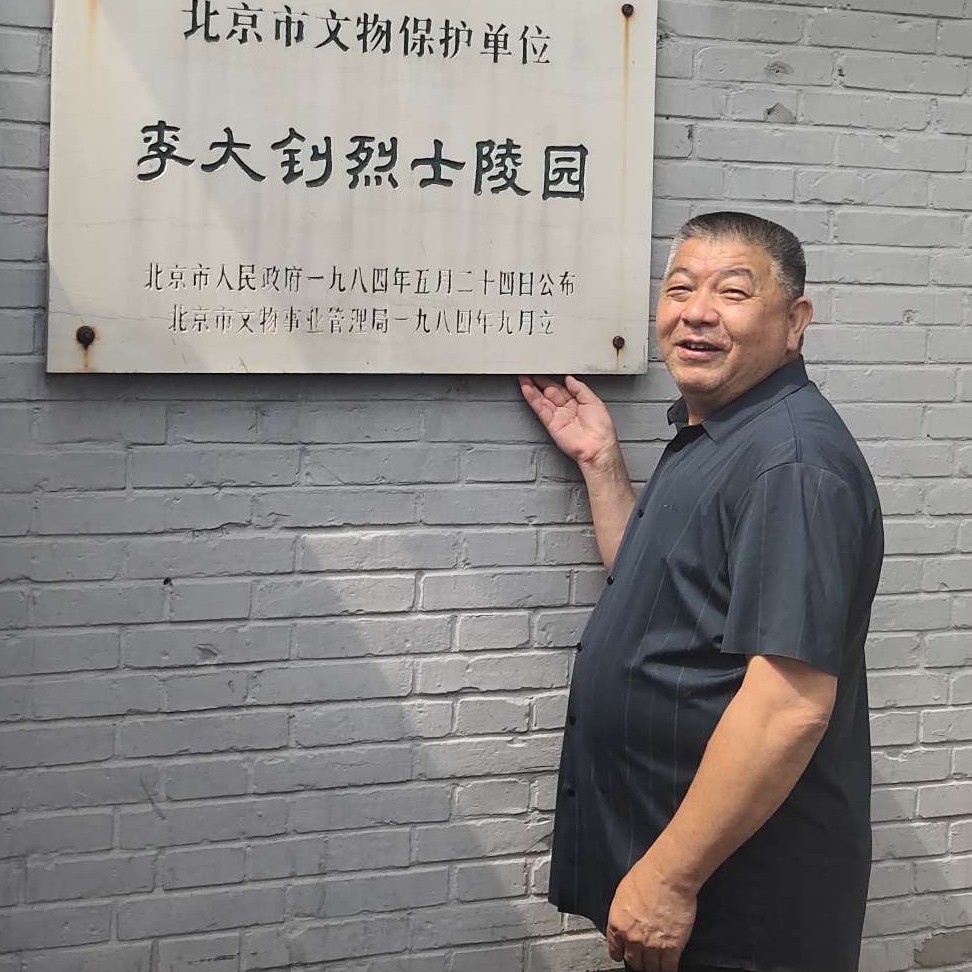 北京市文物保护单位
李大钊烈士陵园
北京市人民政府一九八四年五月二十四日公布
北京市文物事业管理局一九八四年九月立